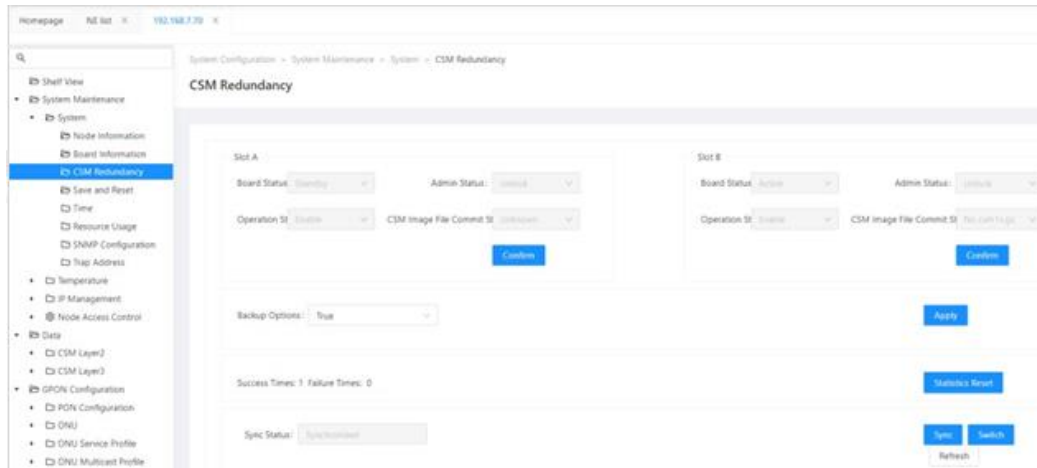 Homepage NE list × 192.168.7.70 ×
Shelf View
System Maintenance
System
Node Information
Board Information
CSM Redundancy
Save and Reset
Time
Resource Usage
SNMP Configuration
Trap Address
Temperature
IP Management
Node Access Control
Data
CSM Layer2
CSM Layer3
GPON Configuration
PON Configuration
ONU
ONU Service Profile
ONU Multicast Profile
System Configuration > System Maintenance > System > CSM Redundancy
CSM Redundancy
Slot A
Board Status Standby Admin Status: Unlock
Operation St Enable CSM Image File Commit St Unknown
Confirm
Slot B
Board Status Active Admin Status: Unlock
Operation St Enable CSM Image File Commit St
Confirm
Backup Options: True Apply
Success Times: 1 Failure Times: 0 Statistics Reset
Sync Status: Synchronized Sync Switch
Refresh